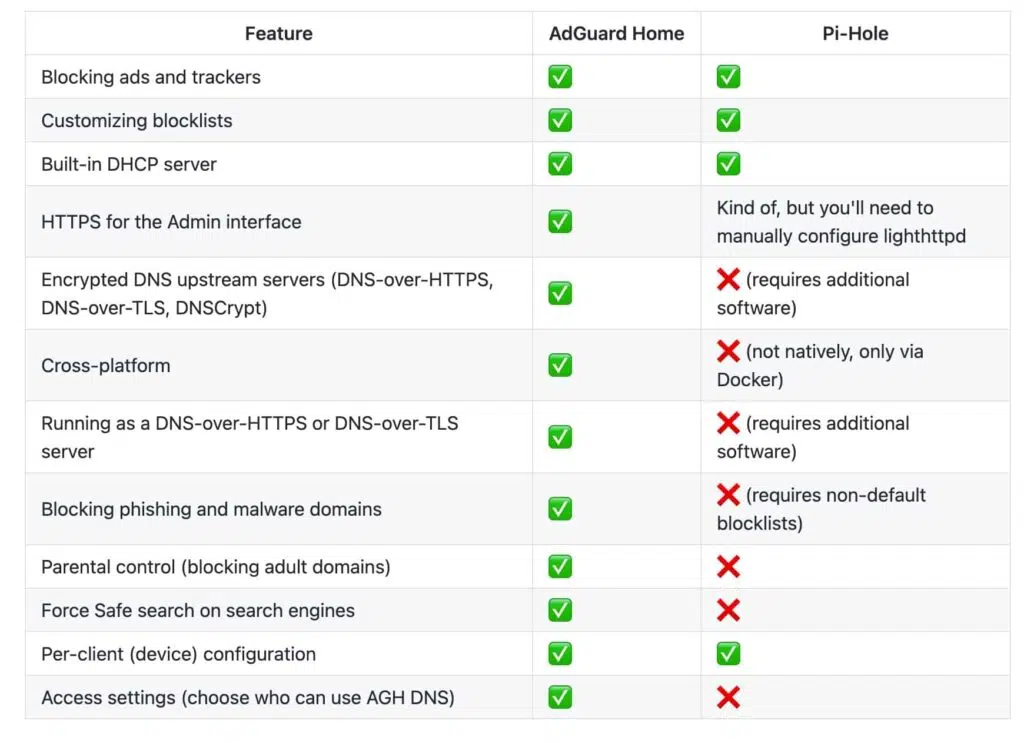 Feature AdGuard Home Pi-Hole
Blocking ads and trackers ✅ ✅
Customizing blocklists ✅ ✅
Built-in DHCP server ✅ ✅
HTTPS for the Admin interface ✅ Kind of, but you'll need to
manually configure lighthttpd
Encrypted DNS upstream servers (DNS-over-HTTPS,
DNS-over-TLS, DNSCrypt) ✅ ❌ (requires additional
software)
Cross-platform ✅ ❌ (not natively, only via
Docker)
Running as a DNS-over-HTTPS or DNS-over-TLS
server ✅ ❌ (requires additional
software)
Blocking phishing and malware domains ✅ ❌ (requires non-default
blocklists)
Parental control (blocking adult domains) ✅ ❌
Force Safe search on search engines ✅ ❌
Per-client (device) configuration ✅ ✅
Access settings (choose who can use AGH DNS) ✅ ❌